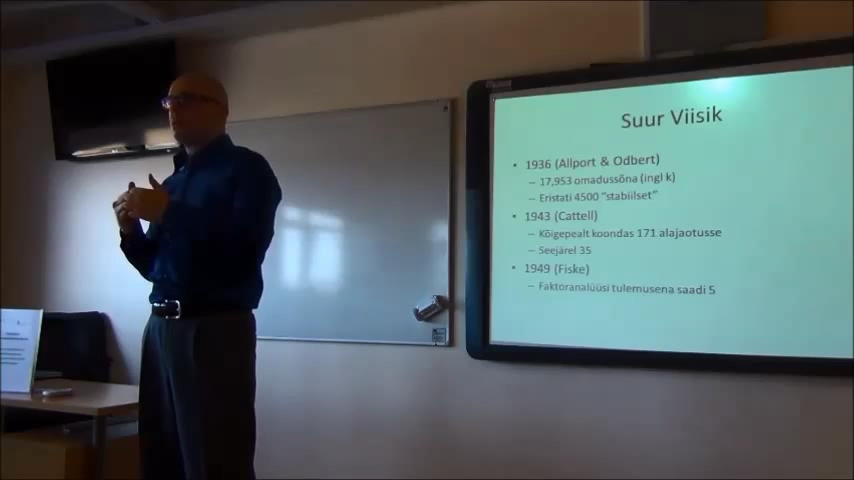 Suur Viisik
• 1936 (Allport & Odbert)
– 17,953 omadussõna (ingl k)
– Eristati 4500 "stabiilset"
• 1943 (Cattell)
– Kõigepealt koondas 171 alajaotusse
– Seejärel 35
• 1949 (Fiske)
– Faktoranalüüsi tulemusena saadi 5